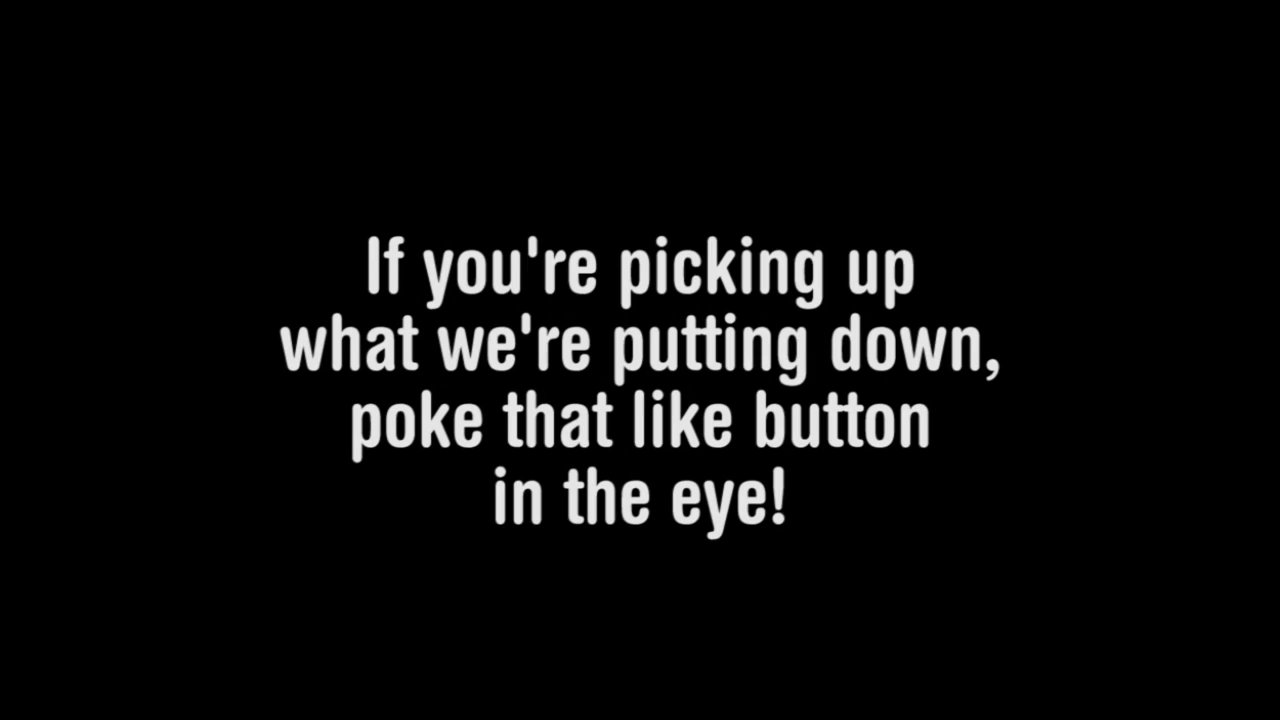 If you're picking up
what we're putting down,
poke that like button
in the eye!